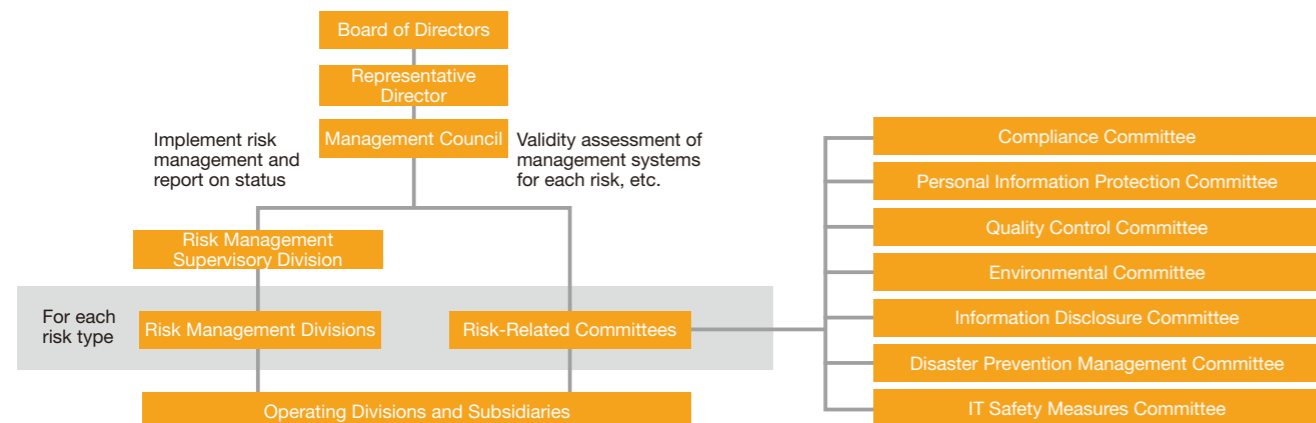 Board of Directors
Representative
Director
Management Council
Implement risk
management and
report on status
Validity assessment of
management systems
for each risk, etc.
Risk Management
Supervisory Division
For each
risk type
Risk Management Divisions
Risk-Related Committees
Operating Divisions and Subsidiaries
Compliance Committee
Personal Information Protection Committee
Quality Control Committee
Environmental Committee
Information Disclosure Committee
Disaster Prevention Management Committee
IT Safety Measures Committee